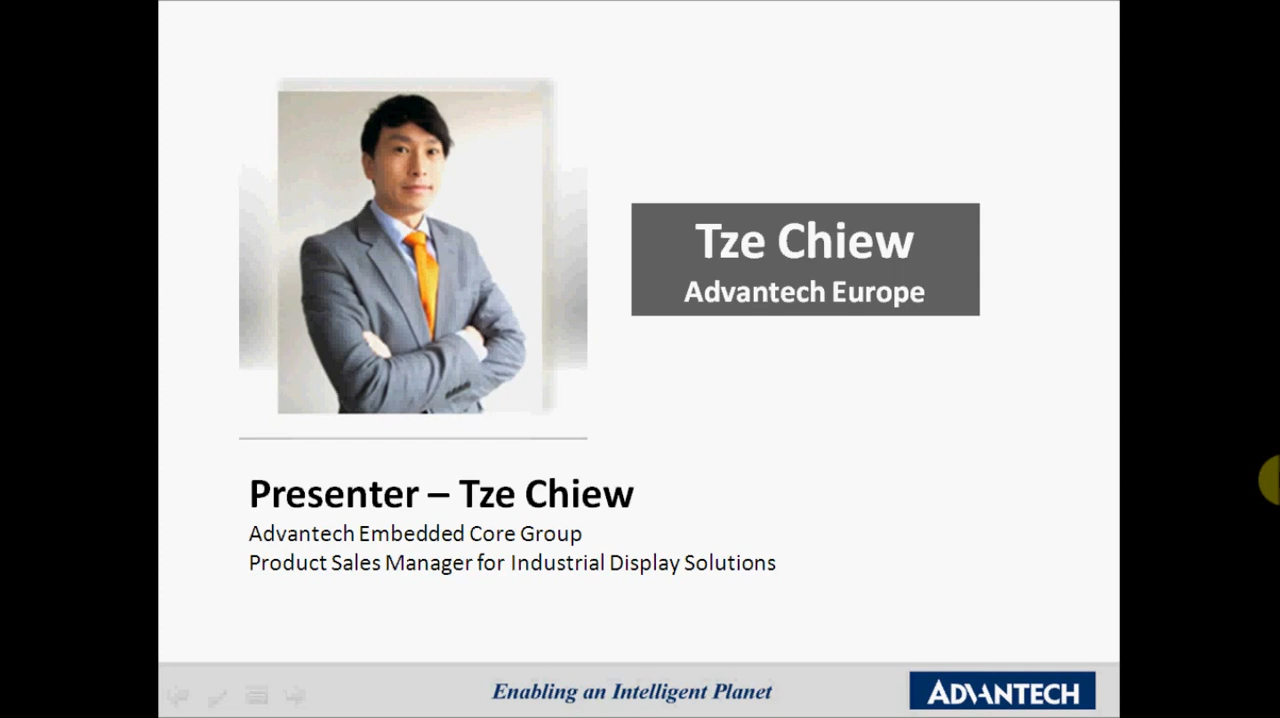 Tze Chiew
Advantech Europe
Presenter – Tze Chiew
Advantech Embedded Core Group
Product Sales Manager for Industrial Display Solutions
Enabling an Intelligent Planet
ADVANTECH